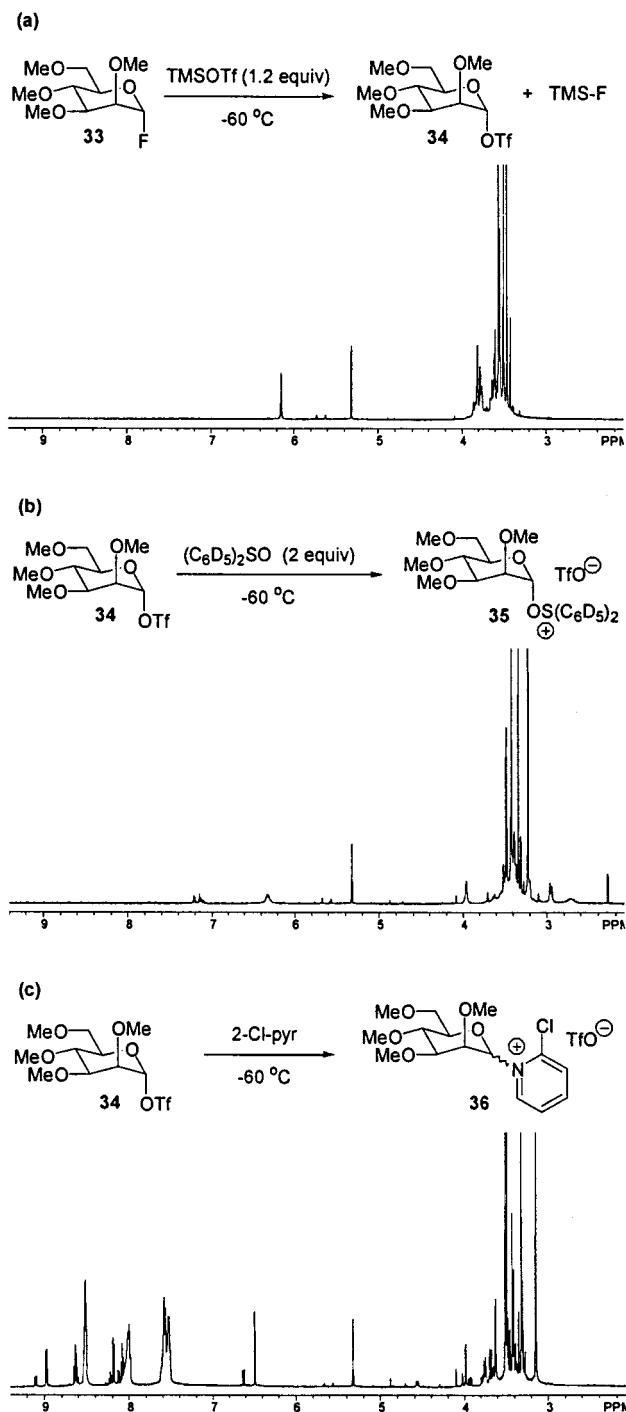 (a)
MeO OMe
MeO O
MeO
33 F
TMSOTf (1.2 equiv)
-60 °C
MeO OMe
MeO O
MeO
34 OTf
+ TMS-F
9 8 7 6 5 4 3 PPM
(b)
MeO OMe
MeO O
MeO
34 OTf
(C6D5)2SO (2 equiv)
-60 °C
MeO OMe
MeO O
MeO
35 OS(C6D5)2
⊕
TfO⊖
9 8 7 6 5 4 3 PPM
(c)
MeO OMe
MeO O
MeO
34 OTf
2-Cl-pyr
-60 °C
MeO OMe
MeO O
MeO
36 N+
Cl
TfO⊖
9 8 7 6 5 4 3 PPM